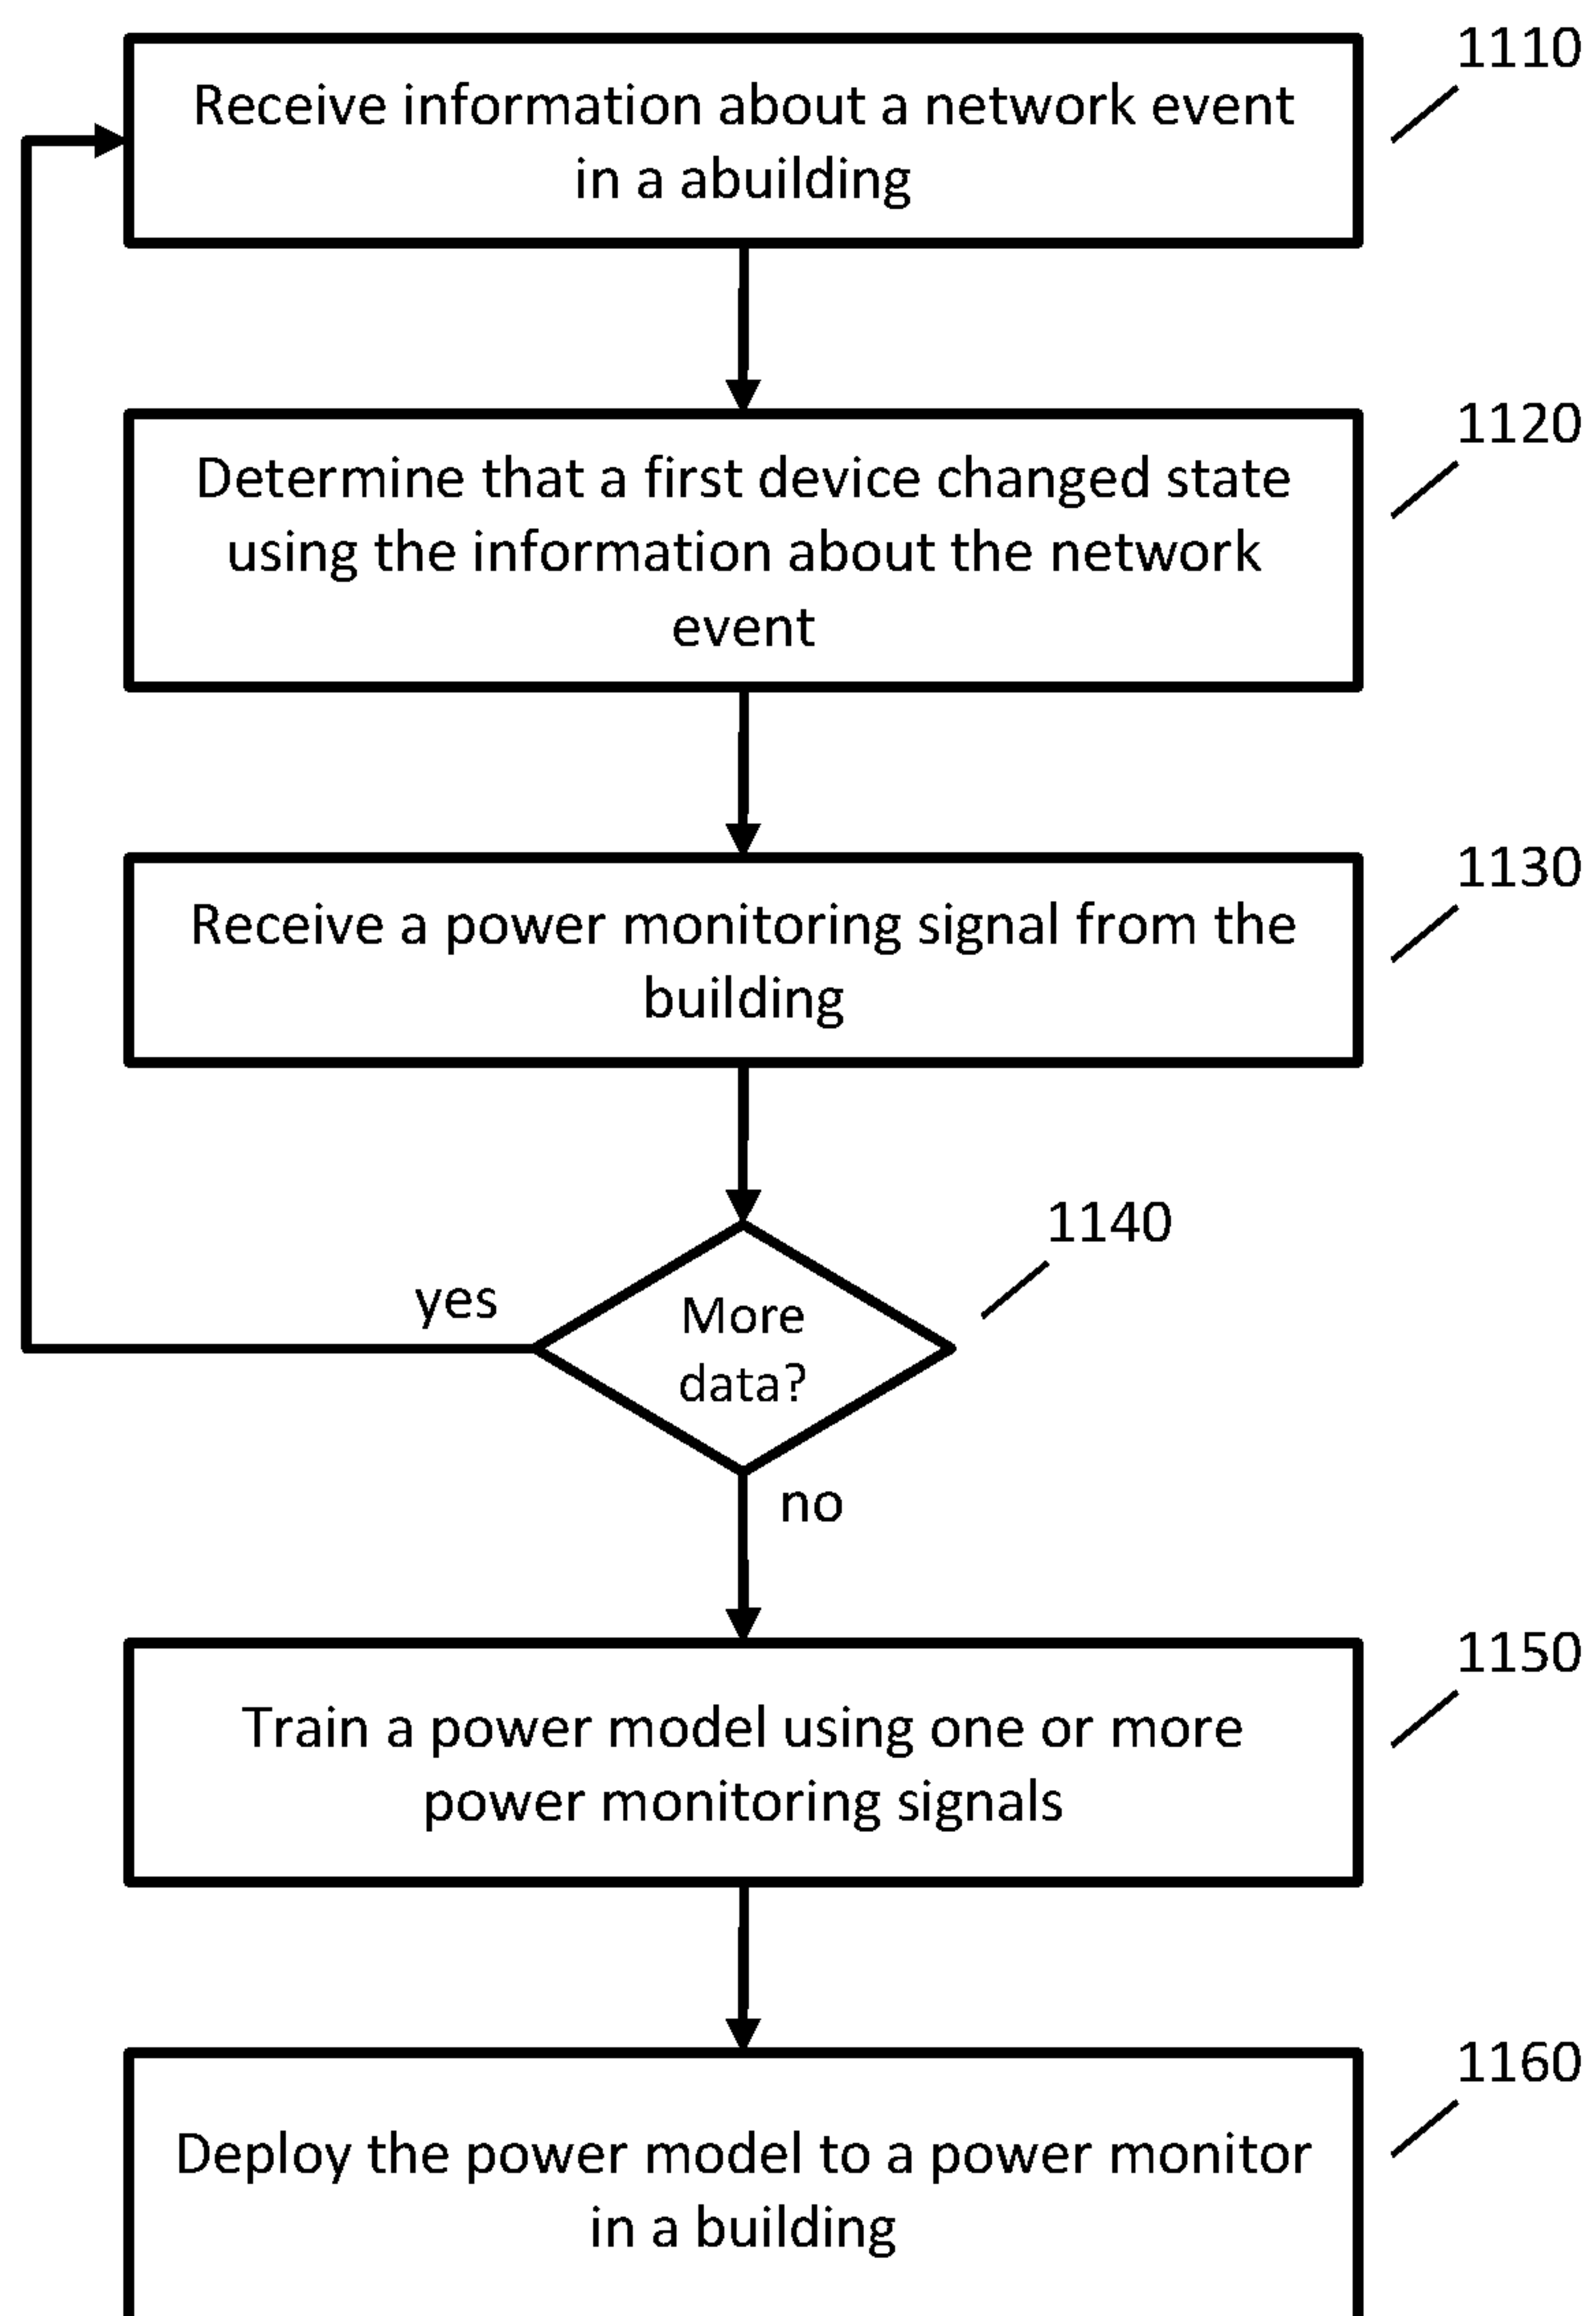 1110
Receive information about a network event
in a abuilding
1120
Determine that a first device changed state
using the information about the network
event
1130
Receive a power monitoring signal from the
building
1140
yes
More
data?
no
1150
Train a power model using one or more
power monitoring signals
1160
Deploy the power model to a power monitor
in a building